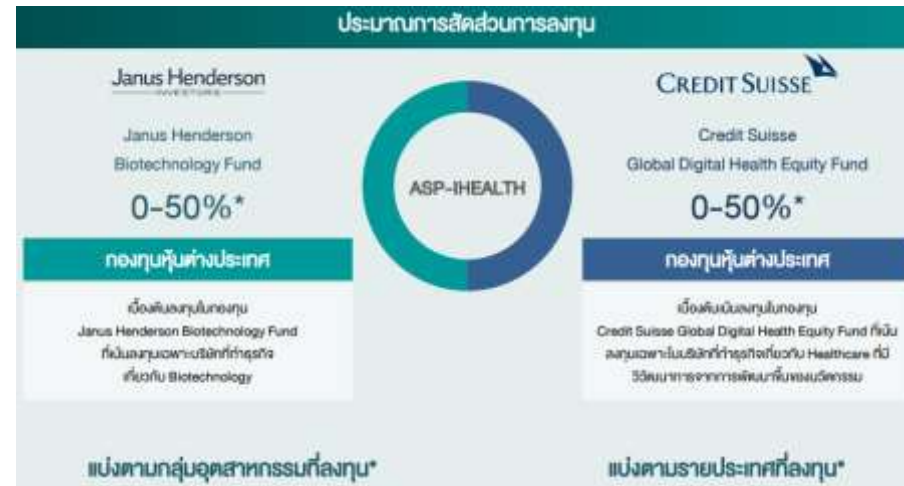 ประมาณการสัดส่วนการลงทุน
Janus Henderson
INVESTORS
Janus Henderson
Biotechnology Fund
0-50%*
กองทุนหุ้นต่างประเทศ
เบื้องต้นลงทุนในกองทุน
Janus Henderson Biotechnology Fund
ที่เน้นลงทุนเฉพาะบริษัทที่ทำธุรกิจ
เกี่ยวกับ Biotechnology
ASP-IHEALTH
CREDIT SUISSE
Credit Suisse
Global Digital Health Equity Fund
0-50%*
กองทุนหุ้นต่างประเทศ
เบื้องต้นเน้นลงทุนในกองทุน
Credit Suisse Global Digital Health Equity Fund ที่เน้น
ลงทุนเฉพาะในบริษัทที่ทำธุรกิจเกี่ยวกับ Healthcare ที่มี
วิวัฒนาการจากการพัฒนาขึ้นของนวัตกรรม
แบ่งตามกลุ่มอุตสาหกรรมที่ลงทุน*
แบ่งตามรายประเทศที่ลงทุน*